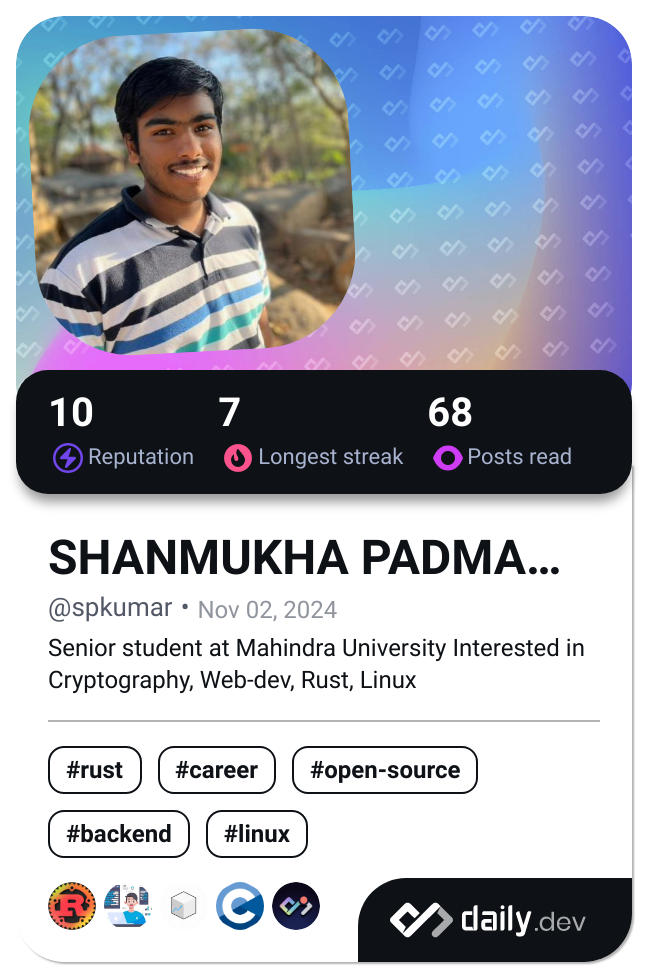 10 7 68
Reputation Longest streak Posts read
SHANMUKHA PADMA...
@spkumar • Nov 02, 2024
Senior student at Mahindra University Interested in
Cryptography, Web-dev, Rust, Linux
#rust #career #open-source
#backend #linux
R C daily.dev